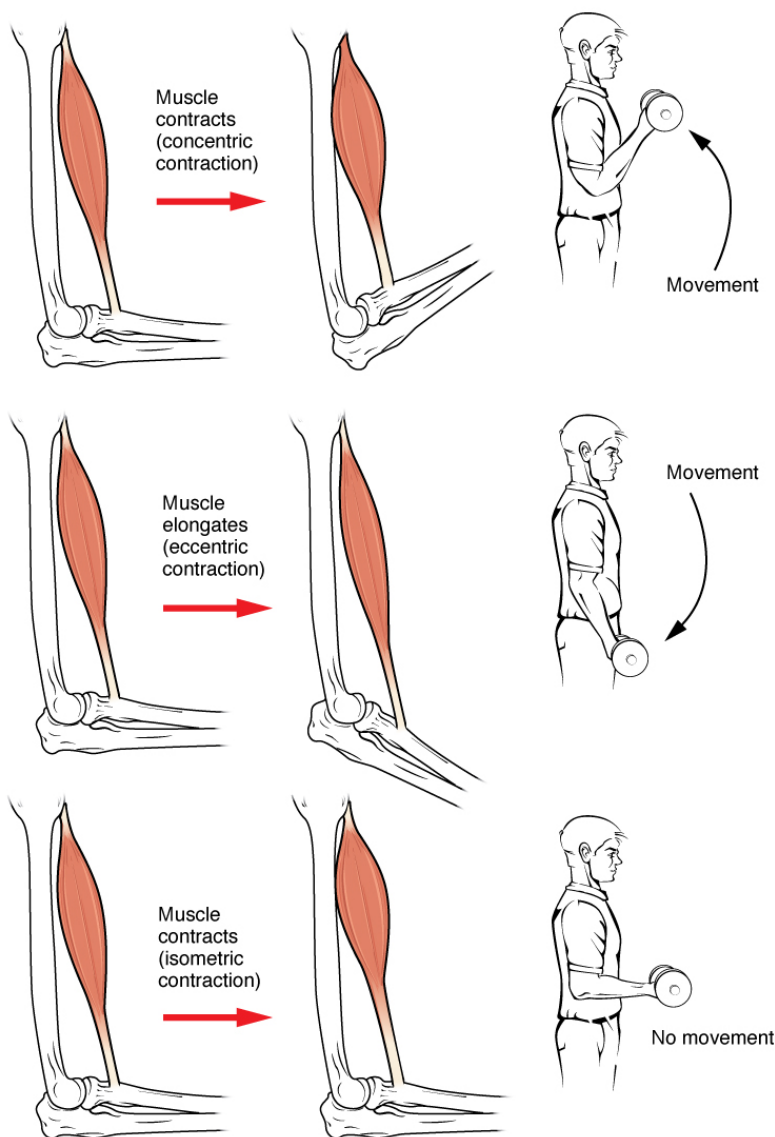 Muscle
contracts
(concentric
contraction)
Movement
Muscle
elongates
(eccentric
contraction)
Movement
Muscle
contracts
(isometric
contraction)
No movement